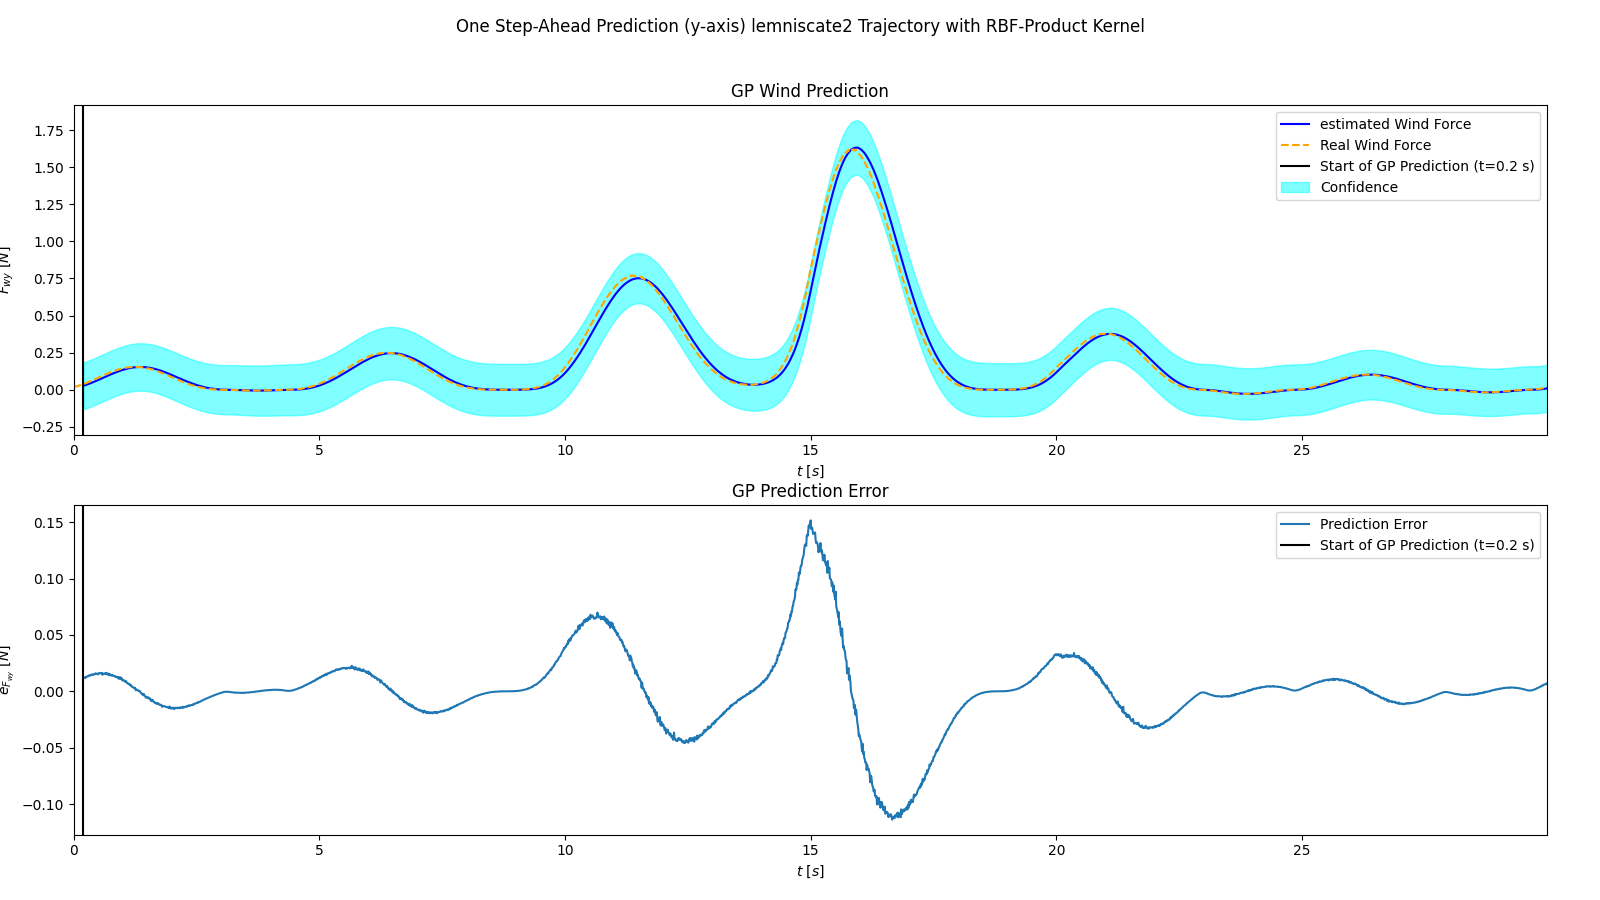 One Step-Ahead Prediction (y-axis) lemniscate2 Trajectory with RBF-Product Kernel
GP Wind Prediction
estimated Wind Force
Real Wind Force
Start of GP Prediction (t=0.2 s)
Confidence
F_wy [N]
1.75
1.50
1.25
1.00
0.75
0.50
0.25
0.00
−0.25
0 5 10 15 20 25
t [s]
GP Prediction Error
Prediction Error
Start of GP Prediction (t=0.2 s)
e_F_wy [N]
0.15
0.10
0.05
0.00
−0.05
−0.10
0 5 10 15 20 25
t [s]